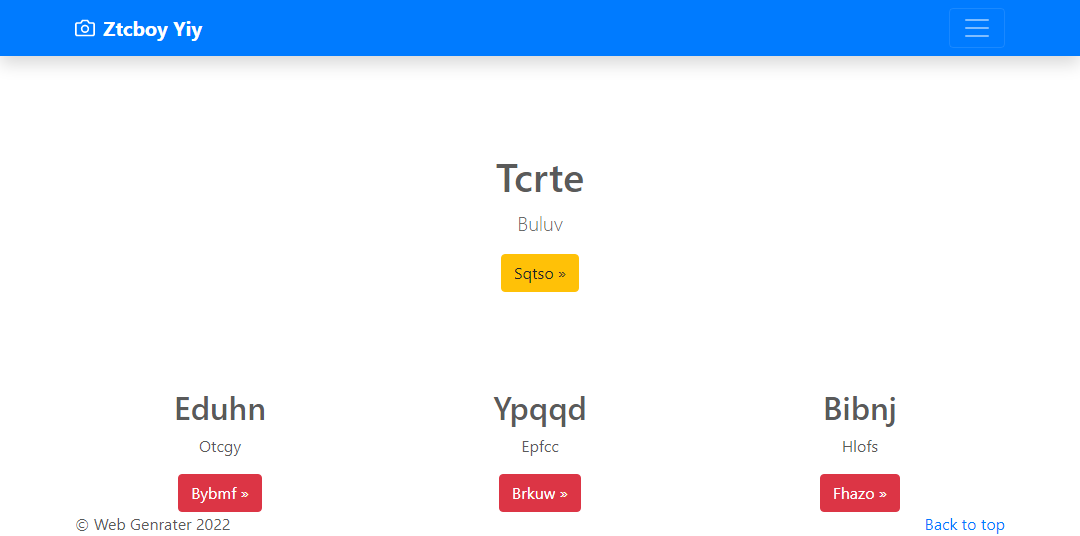 Ztcboy Yiy
Tcrte
Buluv
Sqtso »
Eduhn
Otcgy
Bybmf »
Ypqqd
Epfcc
Brkuw »
Bibnj
Hlofs
Fhazo »
© Web Genrater 2022
Back to top